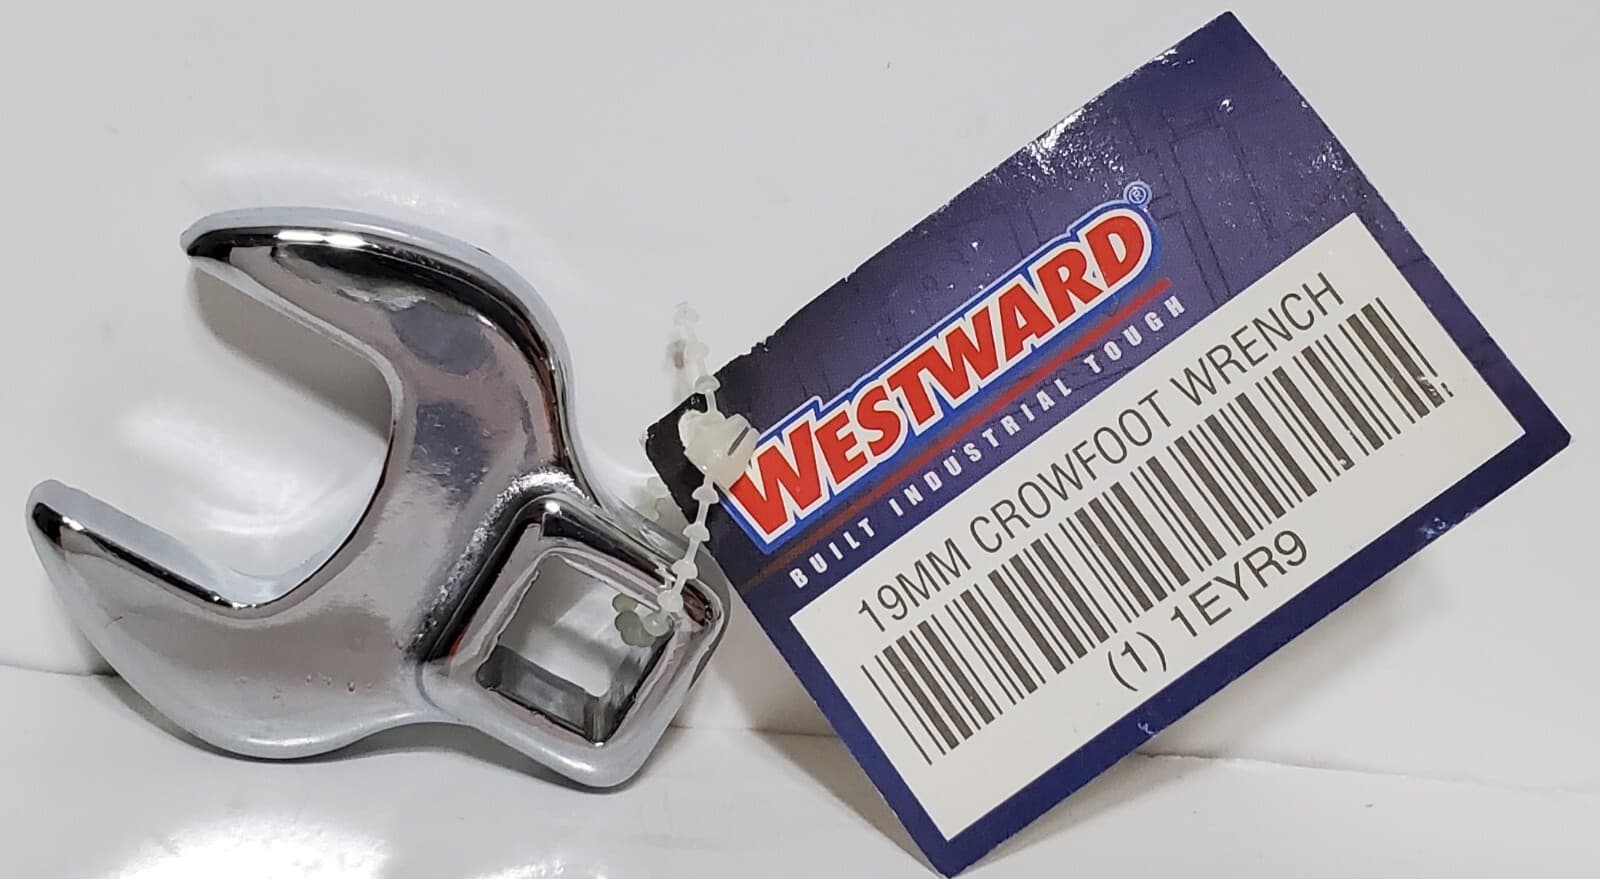 WESTWARD®
BUILT INDUSTRIAL TOUGH
19MM CROWFOOT WRENCH
(1) 1EYR9